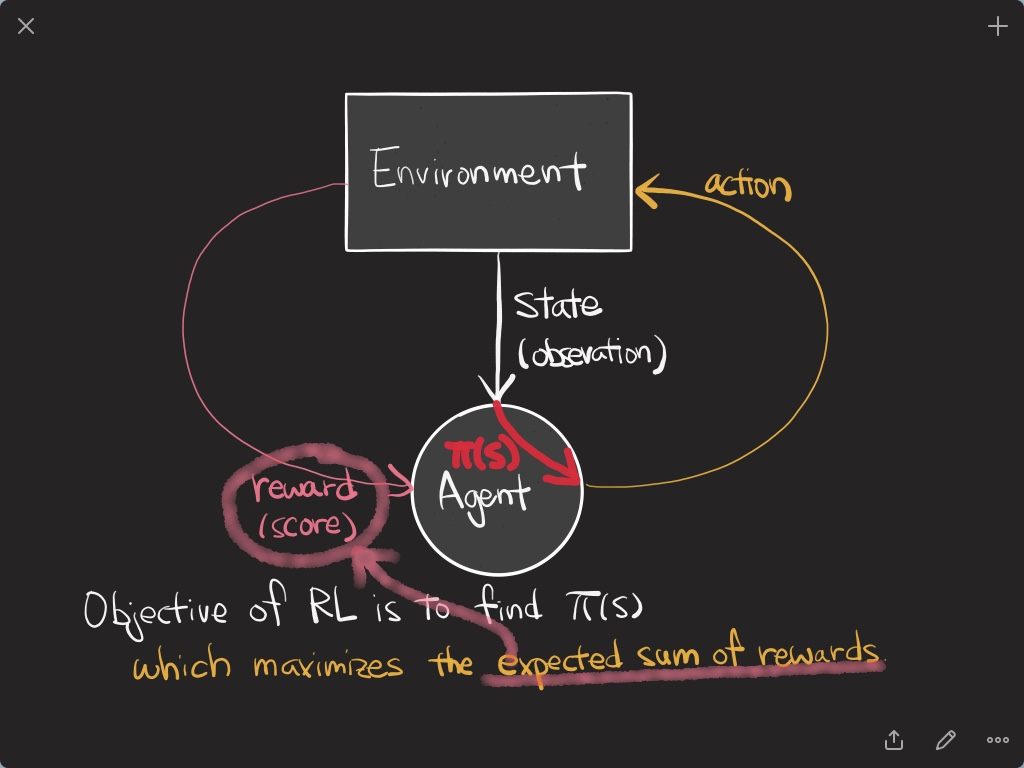 Environment
action
State
(obsevation)
π(s)
Agent
reward
(score)
Objective of RL is to find π(s)
which maximizes the expected sum of rewards.